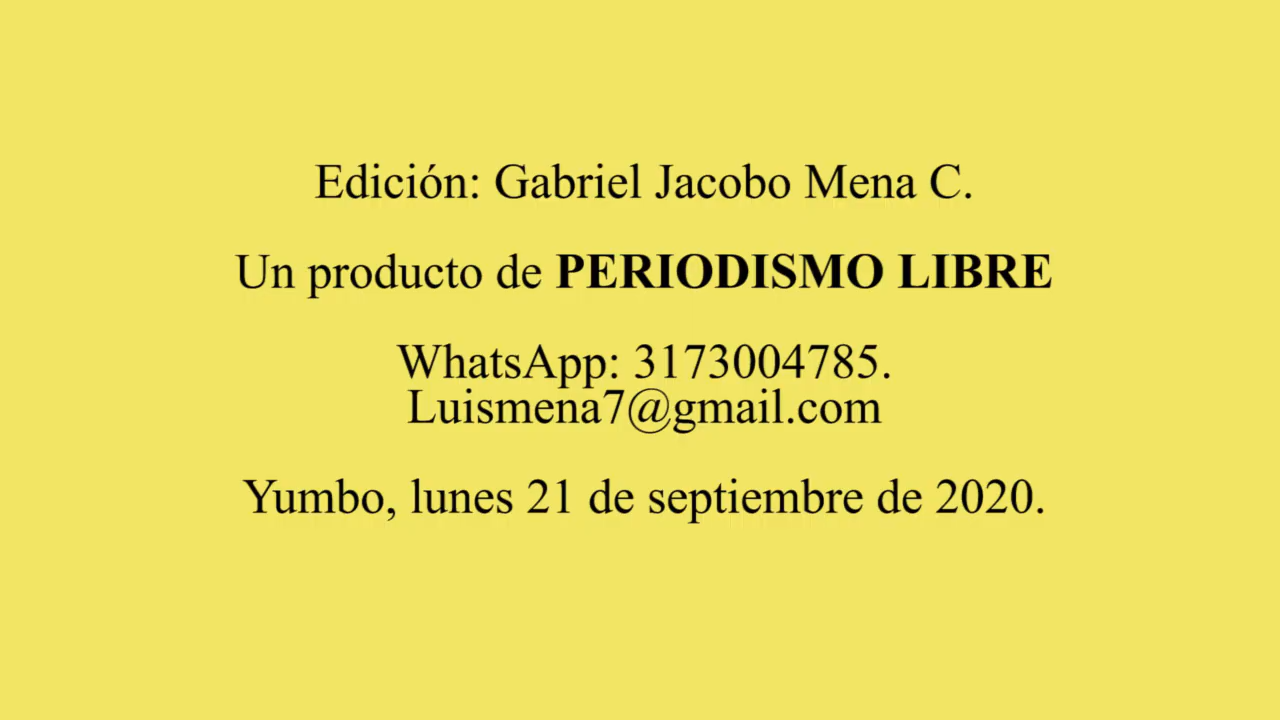 Edición: Gabriel Jacobo Mena C.
Un producto de PERIODISMO LIBRE
WhatsApp: 3173004785.
Luismena7@gmail.com
Yumbo, lunes 21 de septiembre de 2020.